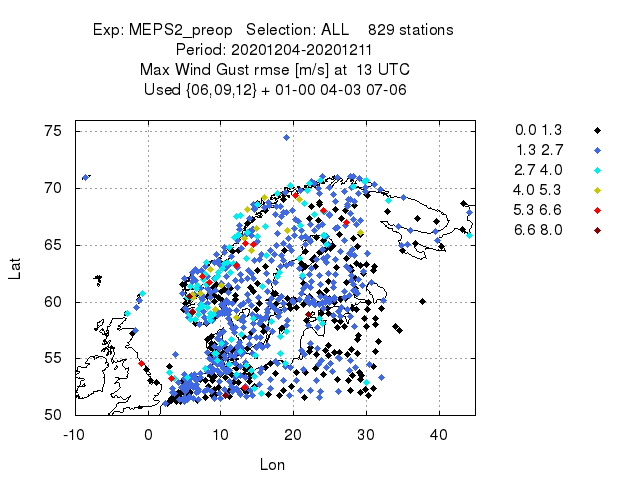 Exp: MEPS2_preop   Selection: ALL    829 stations
Period: 20201204-20201211
Max Wind Gust rmse [m/s] at  13 UTC
Used {06,09,12} + 01-00 04-03 07-06
75
70
65
60
55
50
Lat
-10 0 10 20 30 40
Lon
0.0 1.3
1.3 2.7
2.7 4.0
4.0 5.3
5.3 6.6
6.6 8.0